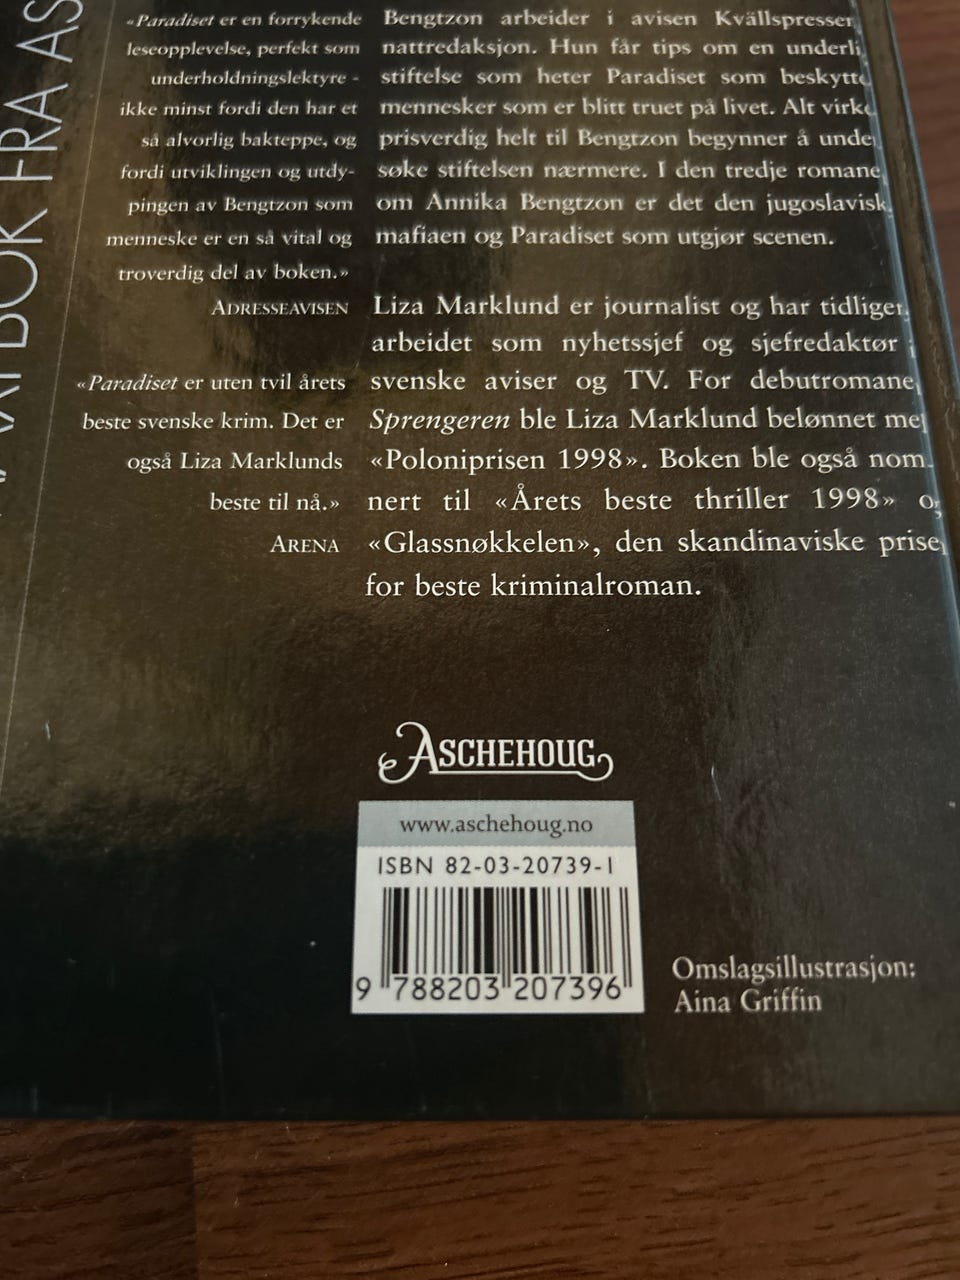 «Paradiset er en forrykende
leseopplevelse, perfekt som
underholdningslektyre -
ikke minst fordi den har et
så alvorlig bakteppe, og
fordi utviklingen og utdy-
pingen av Bengtzon som
menneske er en så vital og
troverdig del av boken.»
ADRESSEAVISEN
«Paradiset er uten tvil årets
beste svenske krim. Det er
også Liza Marklunds
beste til nå.»
ARENA
Bengtzon arbeider i avisen Kvällspresser
nattredaksjon. Hun får tips om en underli
stiftelse som heter Paradiset som beskytte
mennesker som er blitt truet på livet. Alt virke
prisverdig helt til Bengtzon begynner å unde
søke stiftelsen nærmere. I den tredje romane
om Annika Bengtzon er det den jugoslavisk
mafiaen og Paradiset som utgjør scenen.
Liza Marklund er journalist og har tidliger
arbeidet som nyhetssjef og sjefredaktør i
svenske aviser og TV. For debutromane
Sprengeren ble Liza Marklund belønnet me
«Poloniprisen 1998». Boken ble også nom
nert til «Årets beste thriller 1998» o
«Glassnøkkelen», den skandinaviske prise
for beste kriminalroman.
BOK FRA AS
ASCHEHOUG
www.aschehoug.no
ISBN 82-03-20739-1
9 788203 207396
Omslagsillustrasjon:
Aina Griffin